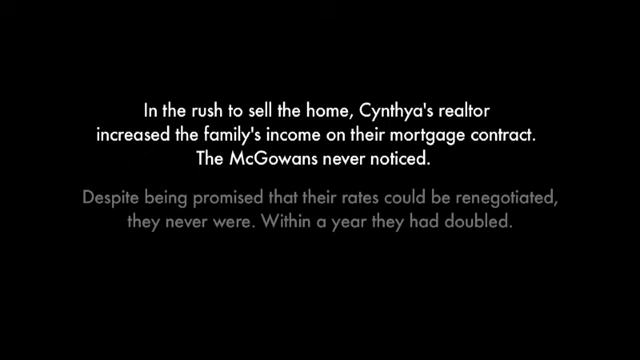 In the rush to sell the home, Cynthya's realtor
increased the family's income on their mortgage contract.
The McGowans never noticed.
Despite being promised that their rates could be renegotiated,
they never were. Within a year they had doubled.